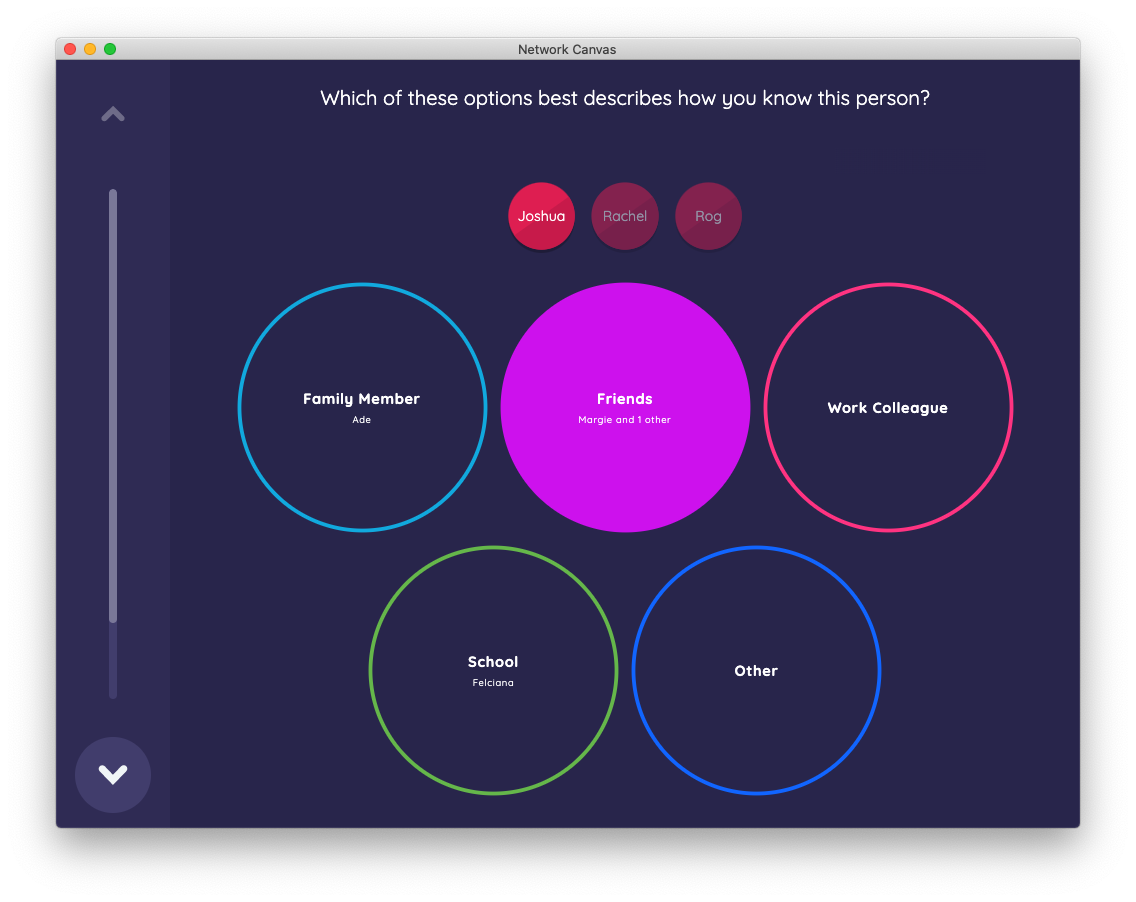 Network Canvas
Which of these options best describes how you know this person?
Joshua
Rachel
Rog
Family Member
Ade
Friends
Margie and 1 other
Work Colleague
School
Felciana
Other